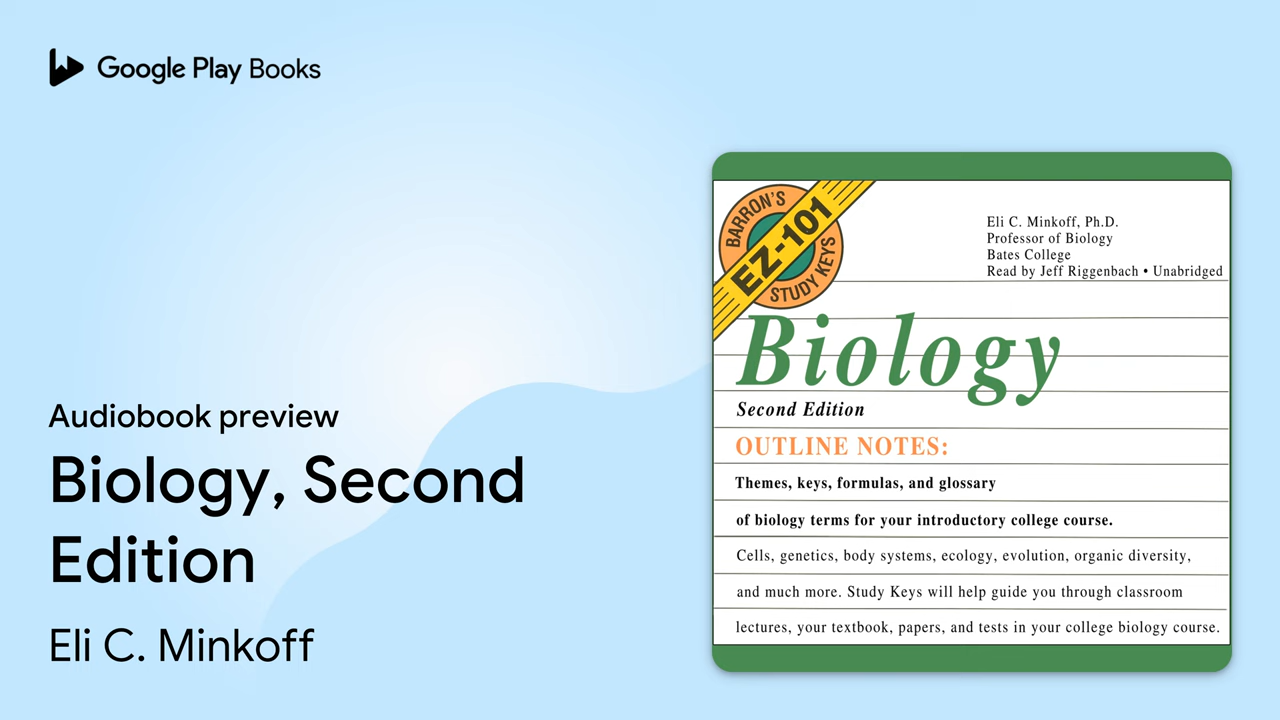 Google Play Books
Audiobook preview
Biology, Second
Edition
Eli C. Minkoff
BARRON'S
EZ-101
STUDY KEYS
Eli C. Minkoff, Ph.D.
Professor of Biology
Bates College
Read by Jeff Riggenbach • Unabridged
Biology
Second Edition
OUTLINE NOTES:
Themes, keys, formulas, and glossary
of biology terms for your introductory college course.
Cells, genetics, body systems, ecology, evolution, organic diversity,
and much more. Study Keys will help guide you through classroom
lectures, your textbook, papers, and tests in your college biology course.